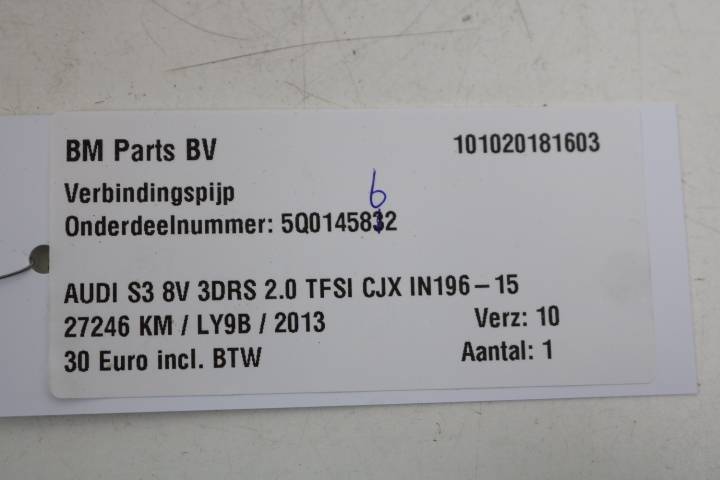 BM Parts BV 101020181603
Verbindingspijp
6
Onderdeelnummer: 5Q0145832
AUDI S3 8V 3DRS 2.0 TFSI CJX IN196-15
27246 KM / LY9B / 2013 Verz: 10
30 Euro incl. BTW Aantal: 1